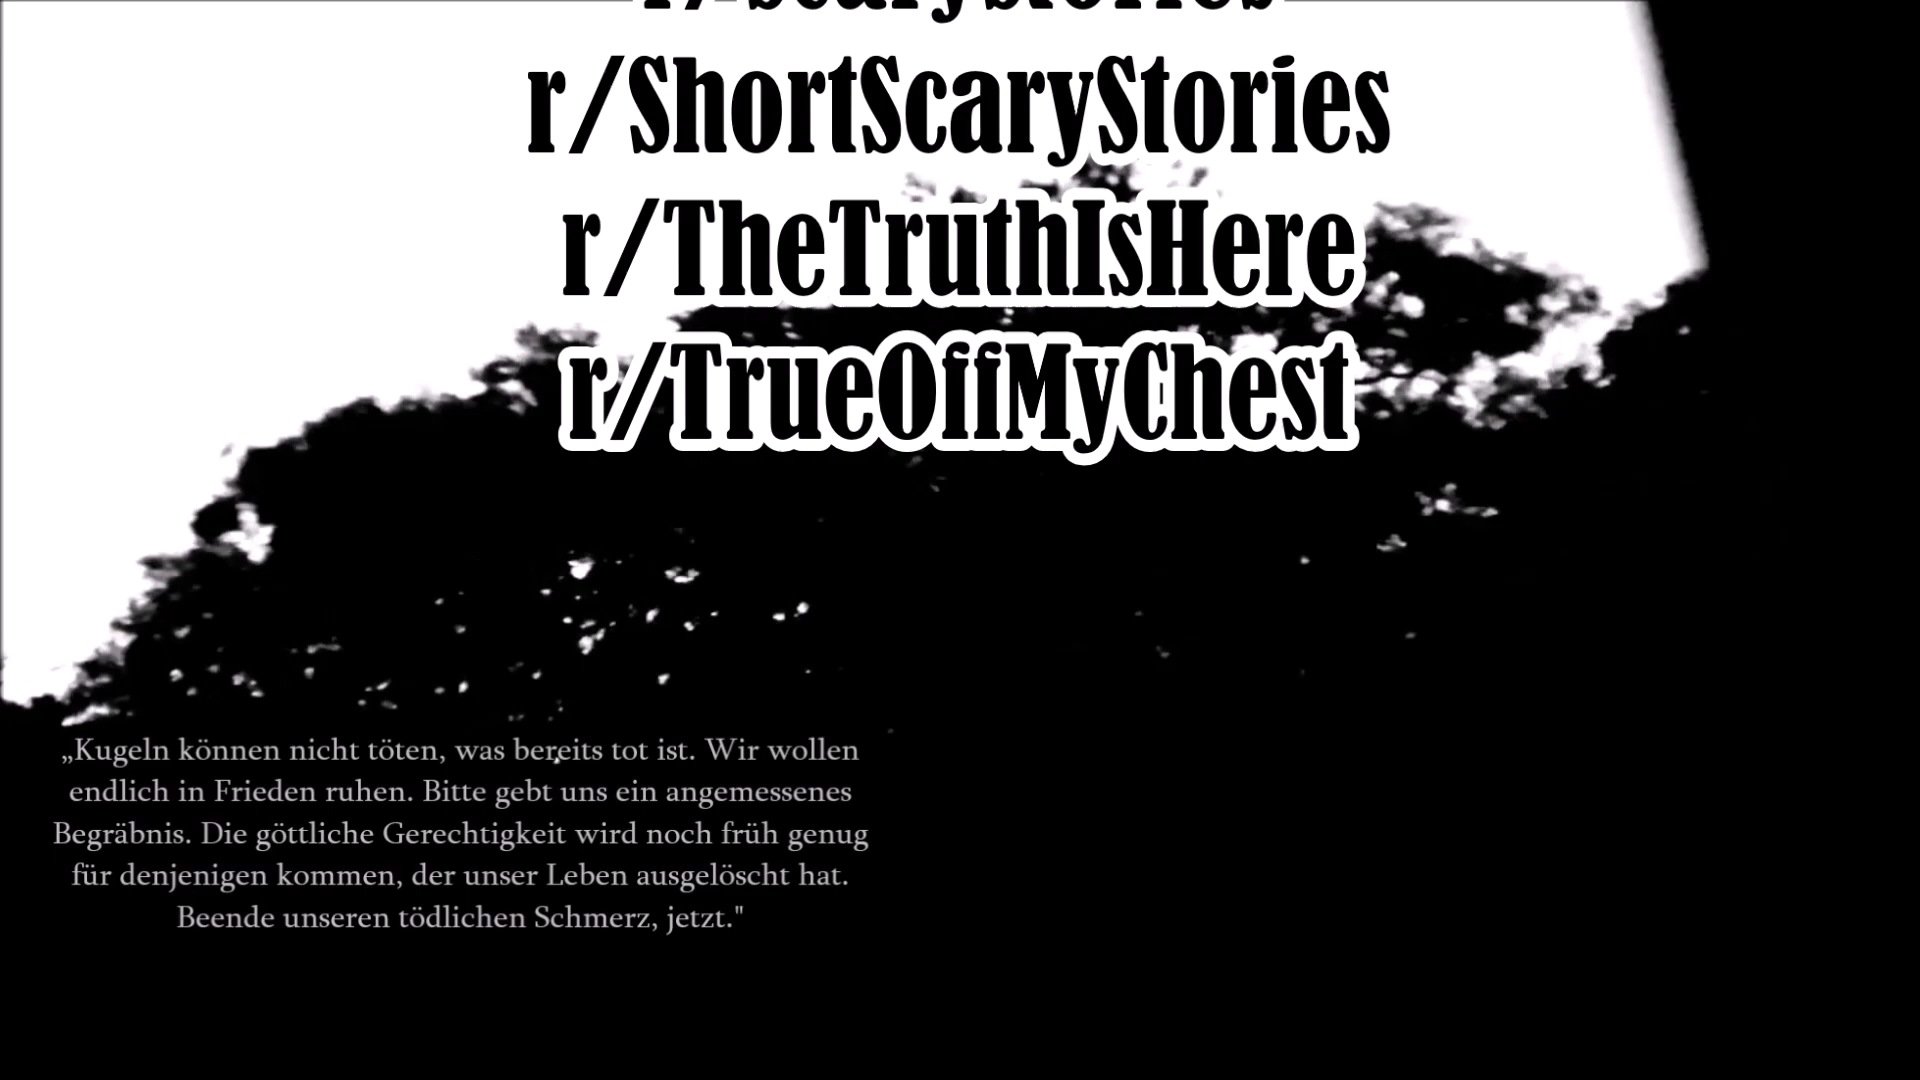 r/scarystories
r/ShortScaryStories
r/TheTruthIsHere
r/TrueOffMyChest
„Kugeln können nicht töten, was bereits tot ist. Wir wollen
endlich in Frieden ruhen. Bitte gebt uns ein angemessenes
Begräbnis. Die göttliche Gerechtigkeit wird noch früh genug
für denjenigen kommen, der unser Leben ausgelöscht hat.
Beende unseren tödlichen Schmerz, jetzt."